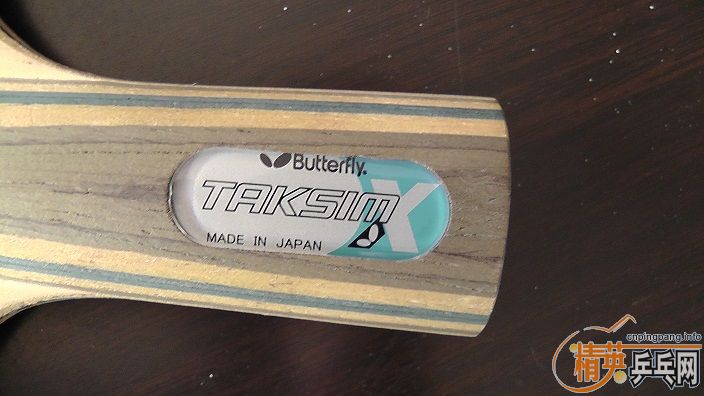 Butterfly.
TAKSIM X
MADE IN JAPAN
cnpingpang.info
精英乒乓网